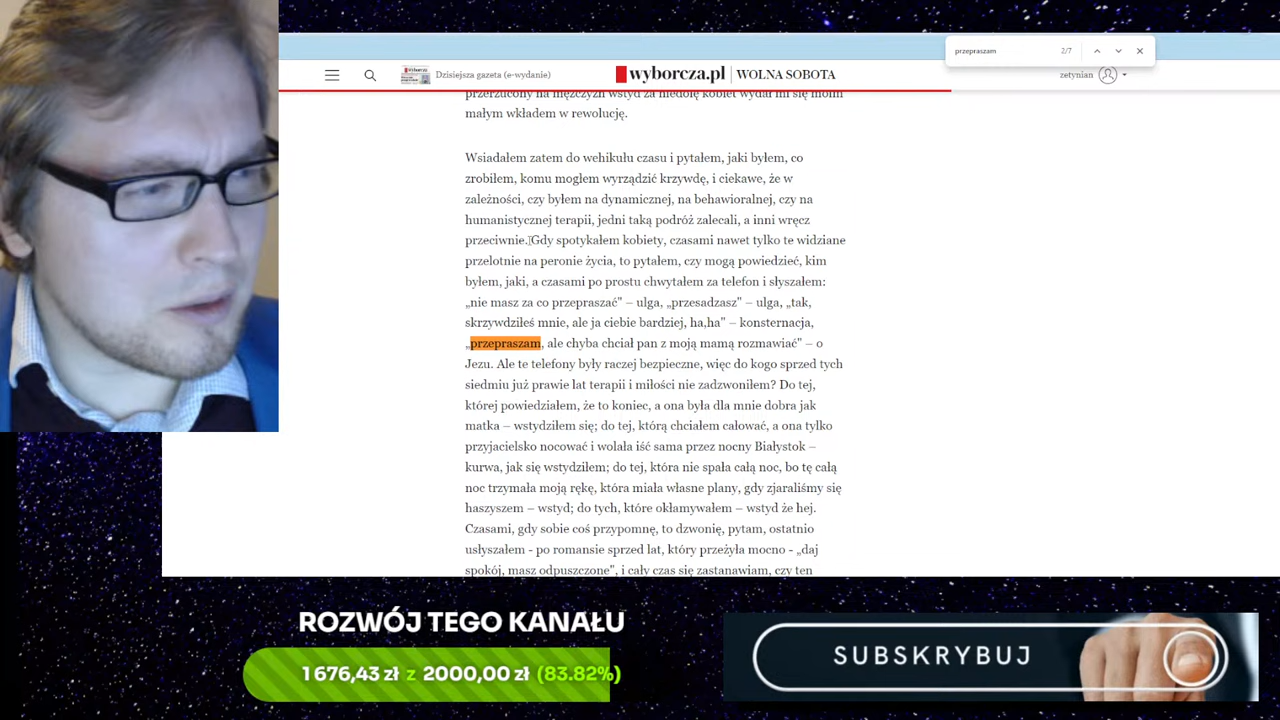 przepraszam 2/7
Dzisiejsza gazeta (e-wydanie)
wyborcza.pl | WOLNA SOBOTA
zetynian
przerzucony na mężczyzn wstyd za niedolę kobiet wydał mi się moim
małym wkładem w rewolucję.
Wsiadałem zatem do wehikułu czasu i pytałem, jaki byłem, co
zrobiłem, komu mogłem wyrządzić krzywdę, i ciekawe, że w
zależności, czy byłem na dynamicznej, na behawioralnej, czy na
humanistycznej terapii, jedni taką podróż zalecali, a inni wręcz
przeciwnie. Gdy spotykałem kobiety, czasami nawet tylko te widziane
przelotnie na peronie życia, to pytałem, czy mogą powiedzieć, kim
byłem, jaki, a czasami po prostu chwytałem za telefon i słyszałem:
„nie masz za co przepraszać" – ulga, „przesadzasz" – ulga, „tak,
skrzywdziłeś mnie, ale ja ciebie bardziej, ha,ha" – konsternacja,
„przepraszam, ale chyba chciał pan z moją mamą rozmawiać" – o
Jezu. Ale te telefony były raczej bezpieczne, więc do kogo sprzed tych
siedmiu już prawie lat terapii i miłości nie zadzwoniłem? Do tej,
której powiedziałem, że to koniec, a ona była dla mnie dobra jak
matka – wstydziłem się; do tej, którą chciałem całować, a ona tylko
przyjacielsko nocować i wolała iść sama przez nocny Białystok –
kurwa, jak się wstydziłem; do tej, która nie spała całą noc, bo tę całą
noc trzymała moją rękę, która miała własne plany, gdy zjaraliśmy się
haszyszem – wstyd; do tych, które okłamywałem – wstyd że hej.
Czasami, gdy sobie coś przypomnę, to dzwonię, pytam, ostatnio
usłyszałem - po romansie sprzed lat, który przeżyła mocno - „daj
spokój, masz odpuszczone", i cały czas się zastanawiam, czy ten
ROZWÓJ TEGO KANAŁU
1 676,43 zł z 2000,00 zł (83.82%)
SUBSKRYBUJ